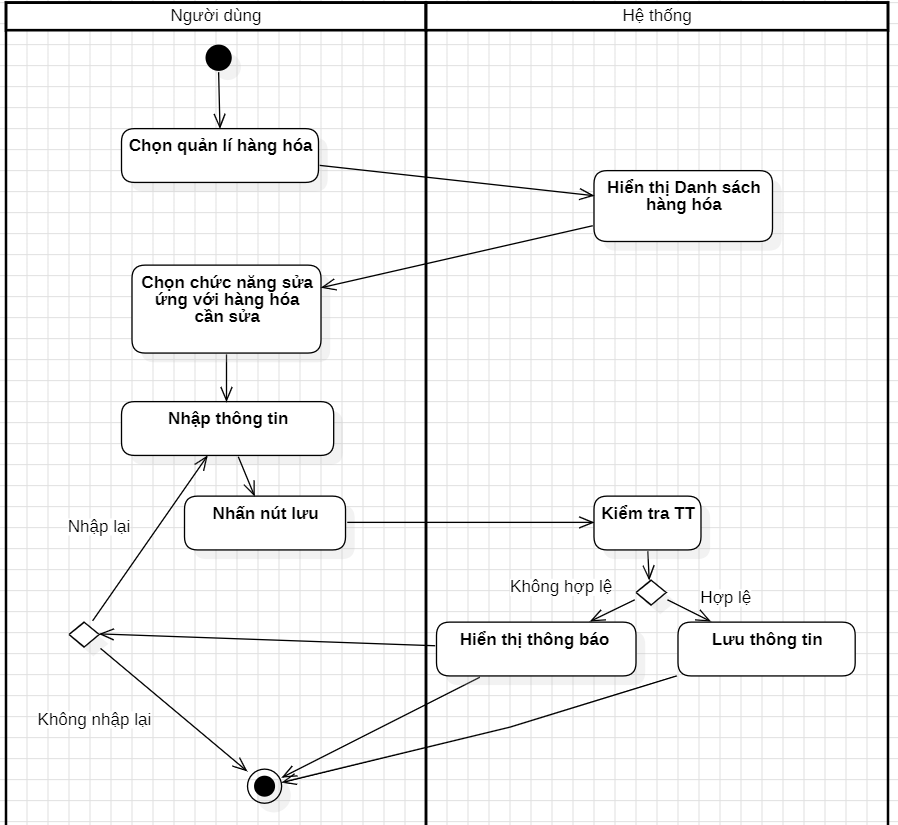 Người dùng
Hệ thống
Chọn quản lí hàng hóa
Hiển thị Danh sách
hàng hóa
Chọn chức năng sửa
ứng với hàng hóa
cần sửa
Nhập thông tin
Nhấn nút lưu
Kiểm tra TT
Nhập lại
Không hợp lệ
Hợp lệ
Hiển thị thông báo
Lưu thông tin
Không nhập lại